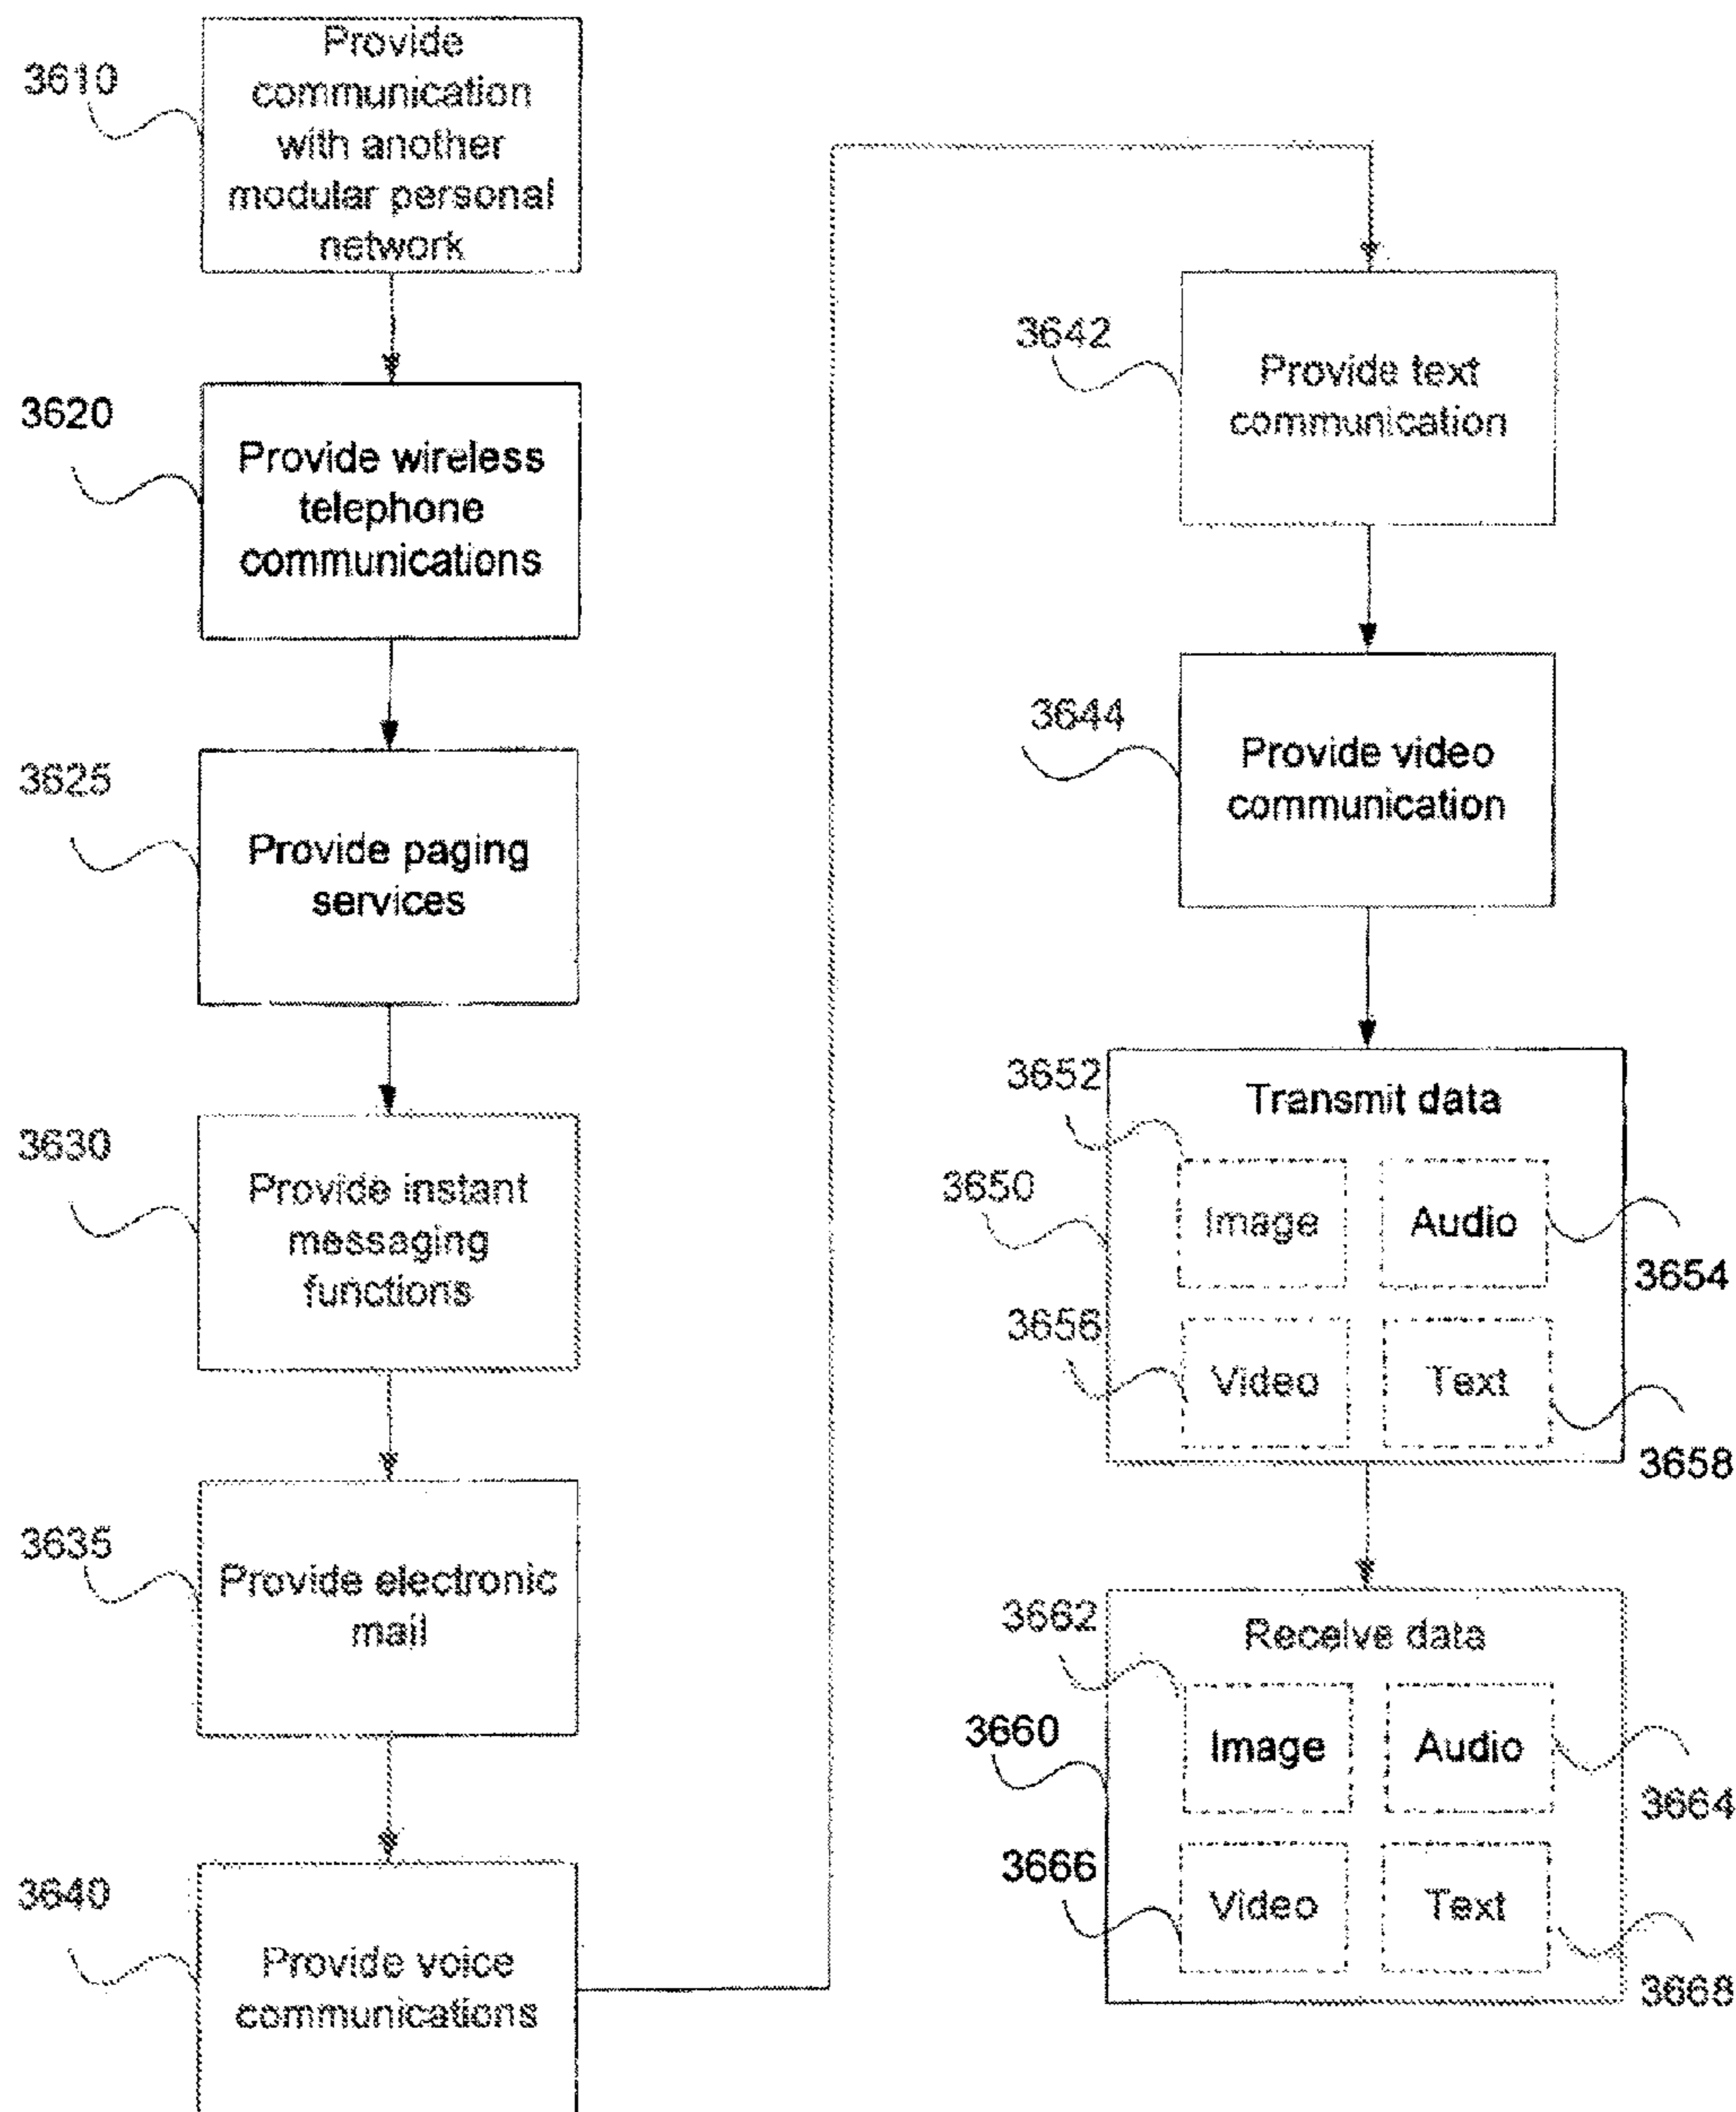 3610
Provide
communication
with another
modular personal
network
3620
Provide wireless
telephone
communications
3625
Provide paging
services
3630
Provide instant
messaging
functions
3635
Provide electronic
mail
3640
Provide voice
communications
3642
Provide text
communication
3644
Provide video
communication
3650
Transmit data
3652
Image
Audio
3654
3656
Video
Text
3658
3660
Receive data
3662
Image
Audio
3664
3666
Video
Text
3668